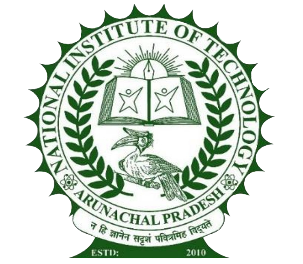 NATIONAL INSTITUTE OF TECHNOLOGY
ARUNACHAL PRADESH
न हि ज्ञानेन सदृशं पवित्रमिह विद्यते
ESTD: 2010